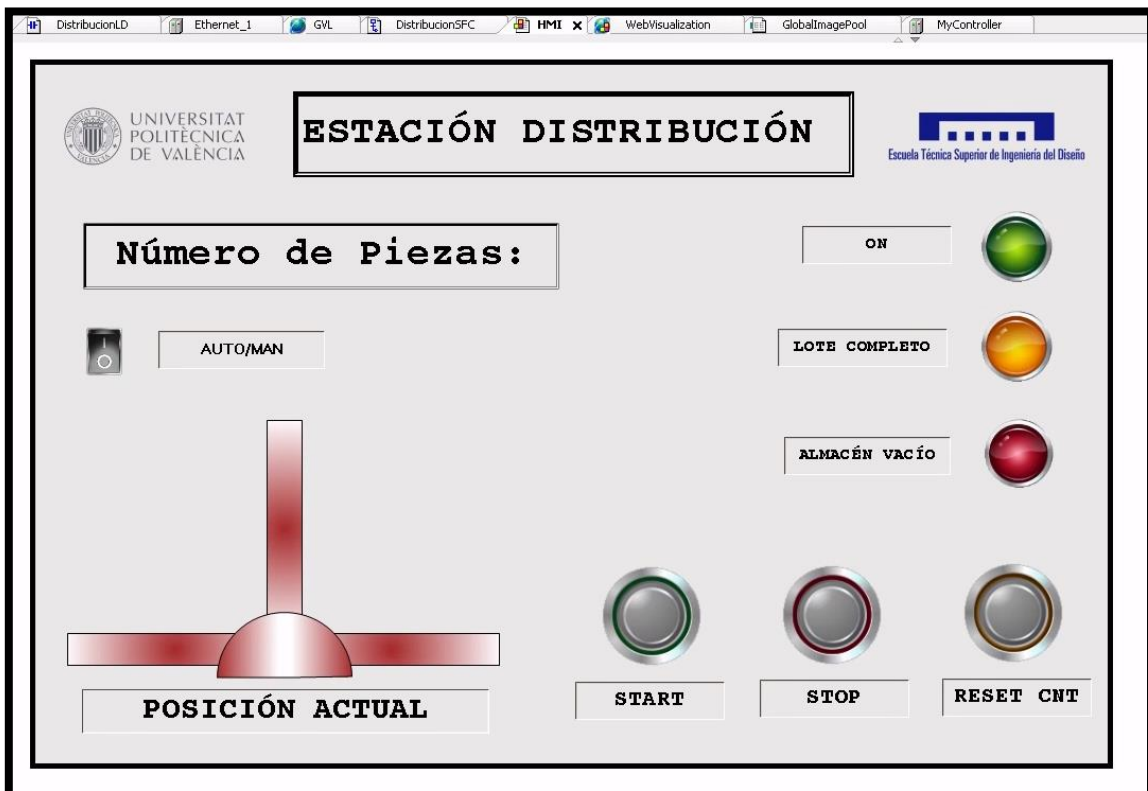 DistribucionLD Ethernet_1 GVL DistribucionSFC HMI X WebVisualization GlobalImagePool MyController
UNIVERSITAT
POLITÈCNICA
DE VALÈNCIA
ESTACIÓN DISTRIBUCIÓN
Escuela Técnica Superior de Ingeniería del Diseño
Número de Piezas:
ON
AUTO/MAN
LOTE COMPLETO
ALMACÉN VACÍO
POSICIÓN ACTUAL
START
STOP
RESET CNT